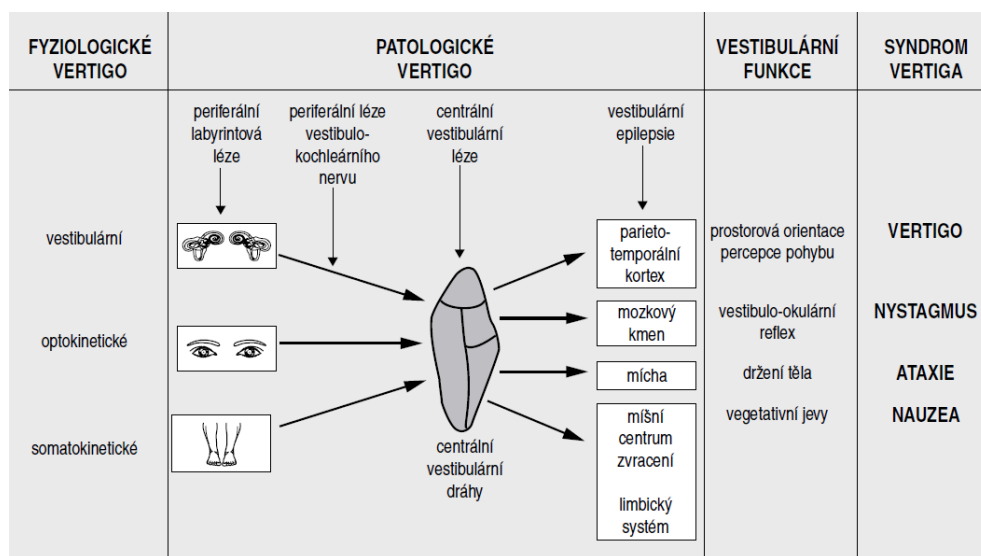 FYZIOLOGICKÉ
VERTIGO
PATOLOGICKÉ
VERTIGO
VESTIBULÁRNÍ
FUNKCE
SYNDROM
VERTIGA
periferální
labyrintová
léze
periferální léze
vestibulo-
kochleárního
nervu
centrální
vestibulární
léze
vestibulární
epilepsie
vestibulární
parieto-
temporální
kortex
prostorová orientace
percepce pohybu
VERTIGO
optokinetické
mozkový
kmen
vestibulo-okulární
reflex
NYSTAGMUS
mícha
držení těla
ATAXIE
somatokinetické
centrální
vestibulární
dráhy
míšní
centrum
zvracení
limbický
systém
vegetativní jevy
NAUZEA